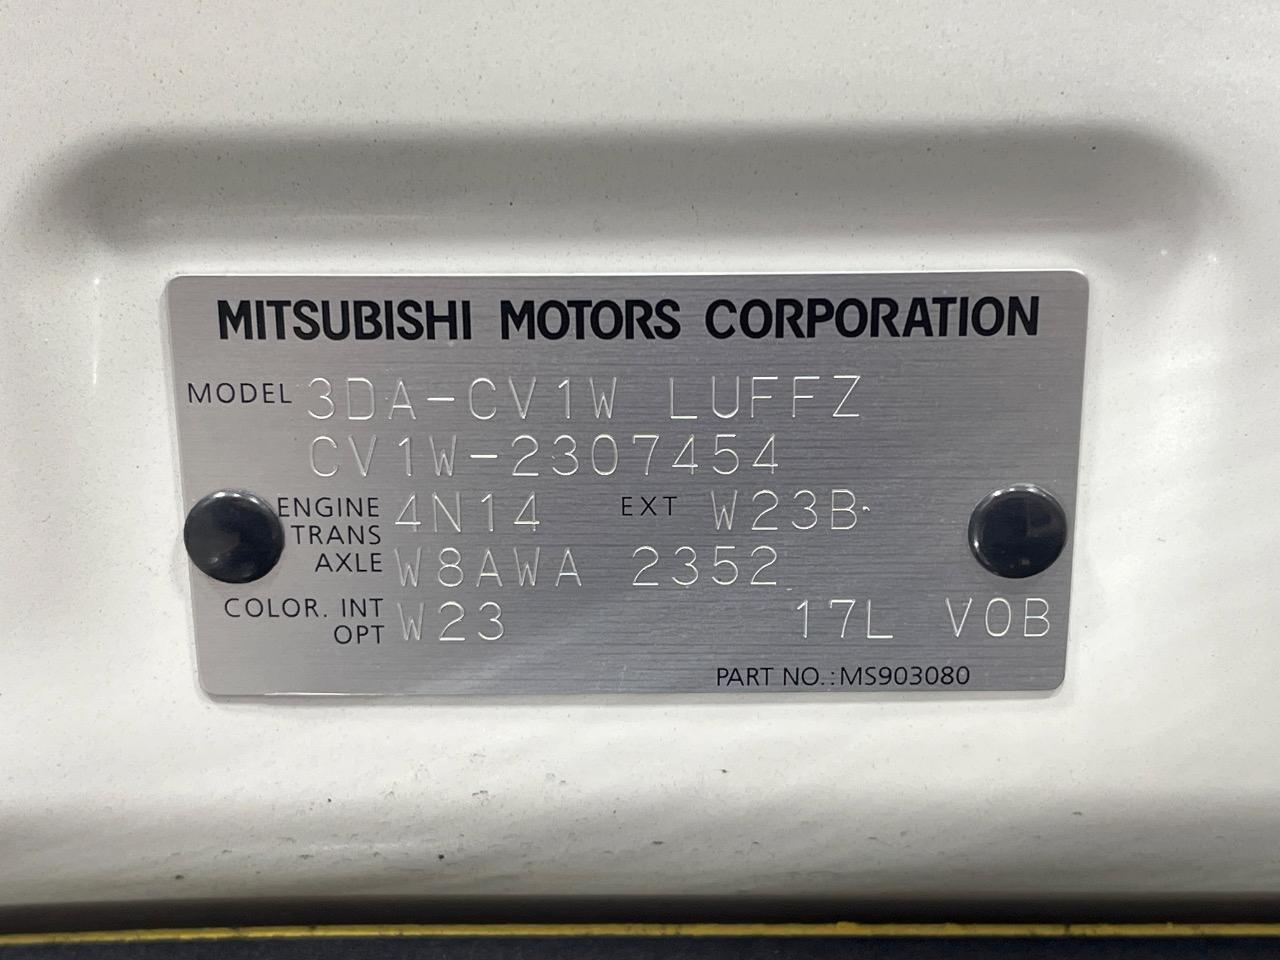 MITSUBISHI MOTORS CORPORATION
MODEL 3DA-CV1W LUFFZ
CV1W-2307454
ENGINE 4N14 EXT W23B
TRANS
AXLE W8AWA 2352
COLOR. INT W23 17L V0B
OPT
PART NO.:MS903080